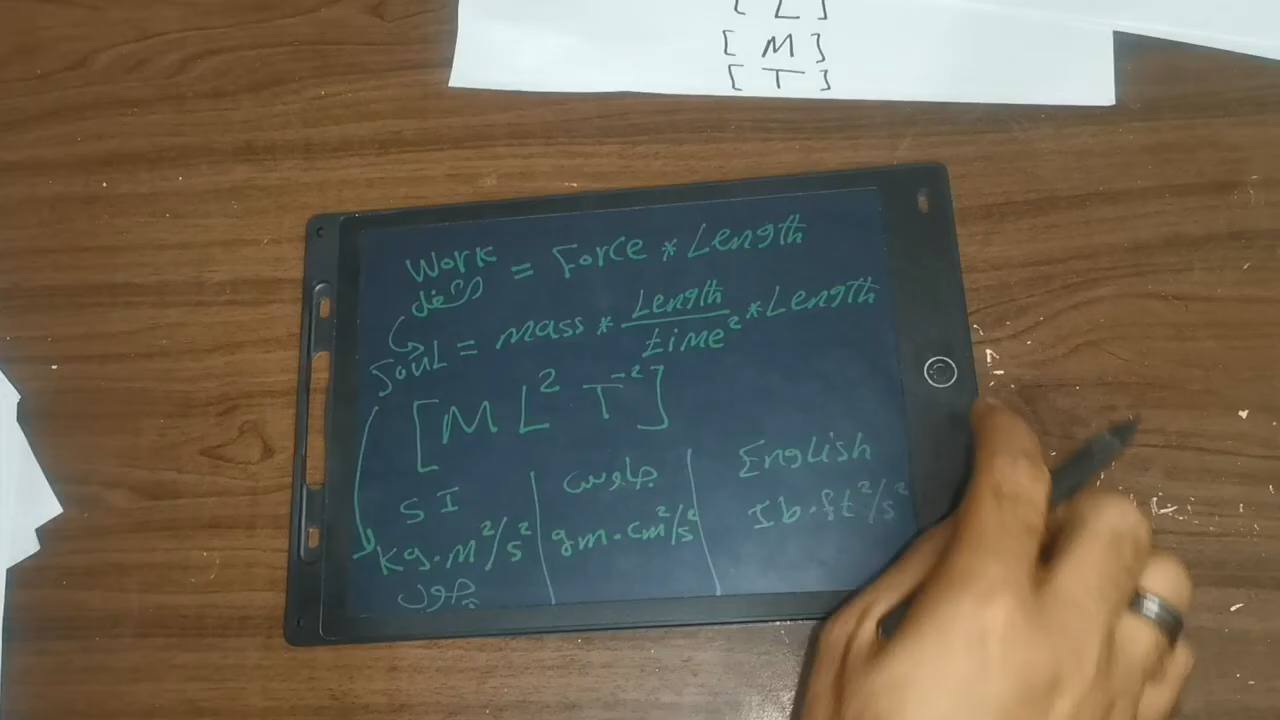 [ L ]
[ M ]
[ T ]
Work = Force * Length
الشغل
Joul = mass * Length / time² * Length
[M L² T⁻²]
SI | جاوس | English
kg.m²/s² | gm.cm²/s² | Ib.ft²/s²
جول